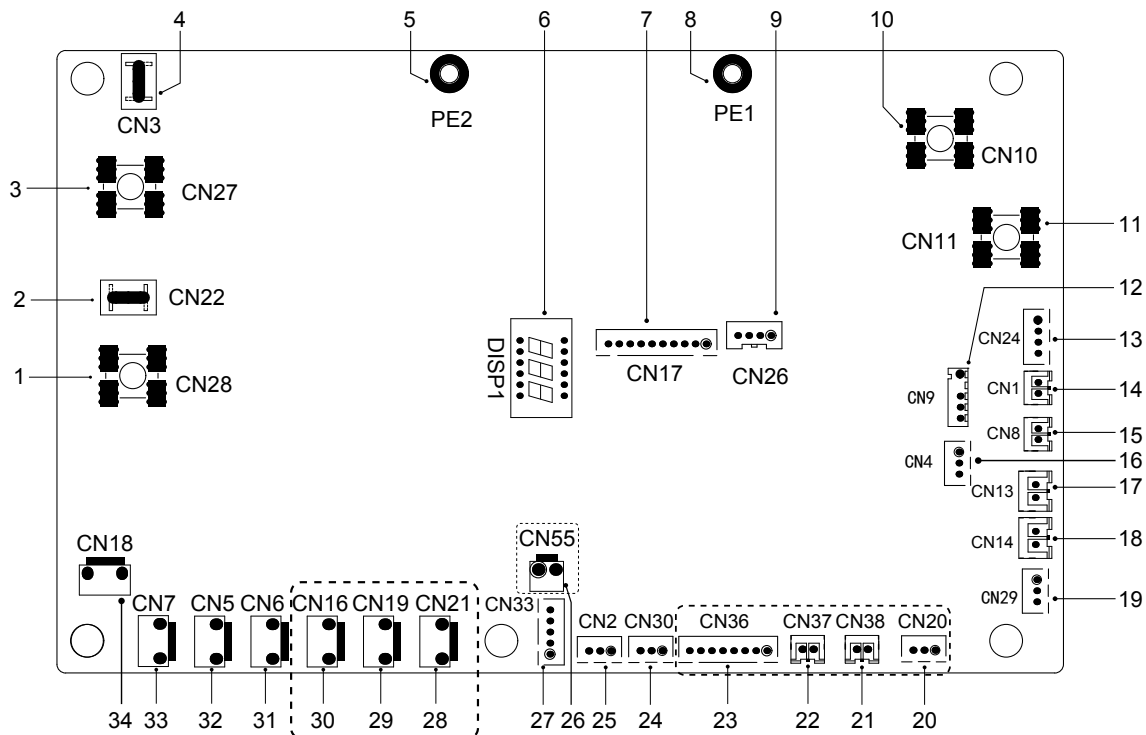 4 5 6 7 8 9 10
CN3 PE2 PE1
CN10
3 CN27
CN11 11
2 CN22
12
CN24 13
DISP1
CN17 CN26
1 CN28
CN9 CN1 14
CN8 15
CN4 16
CN13 17
CN18 CN55
CN14 18
CN7 CN5 CN6 CN16 CN19 CN21 CN33 CN2 CN30 CN36 CN37 CN38 CN20
CN29 19
34 33 32 31 30 29 28 27 26 25 24 23 22 21 20